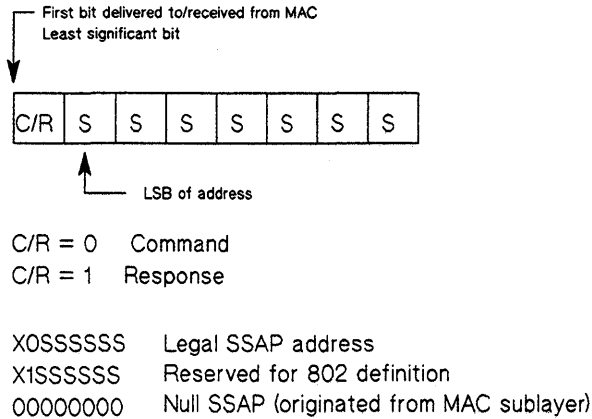 First bit delivered to/received from MAC
Least significant bit
C/R S S S S S S S
LSB of address
C/R = 0 Command
C/R = 1 Response
X0SSSSSS Legal SSAP address
X1SSSSSS Reserved for 802 definition
00000000 Null SSAP (originated from MAC sublayer)